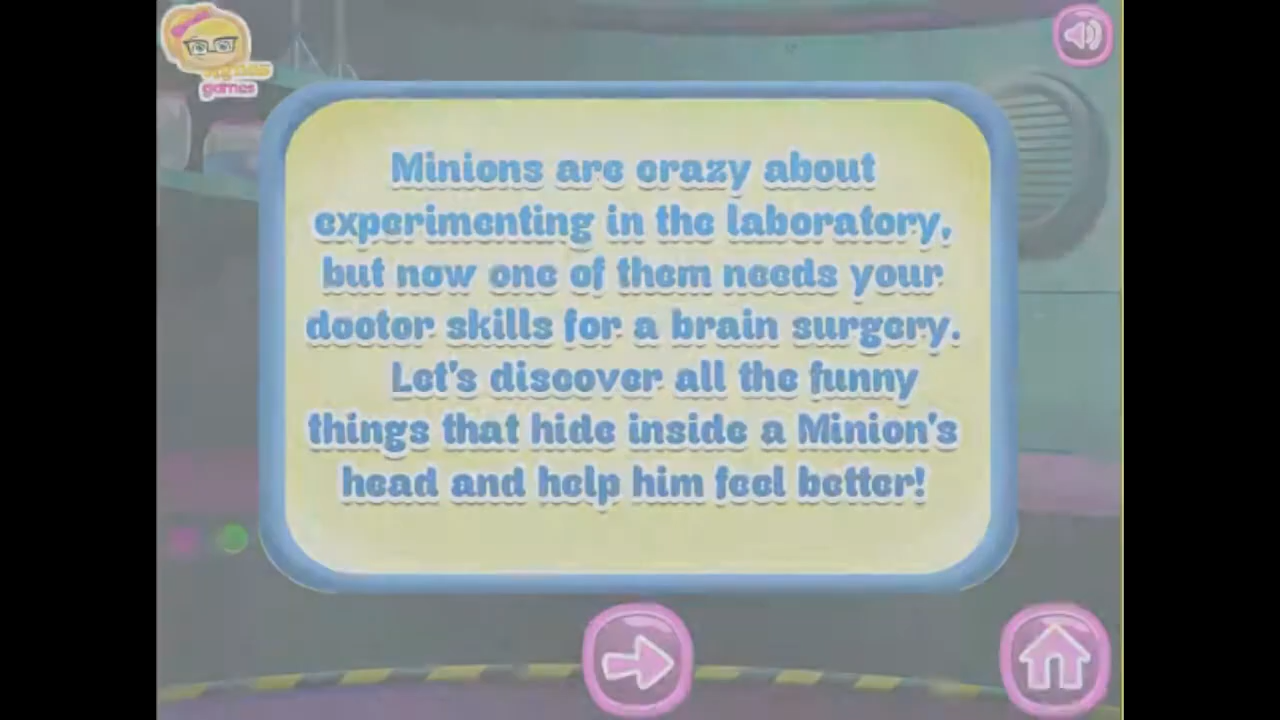 games
Minions are crazy about
experimenting in the laboratory,
but now one of them needs your
doctor skills for a brain surgery.
Let's discover all the funny
things that hide inside a Minion's
head and help him feel better!